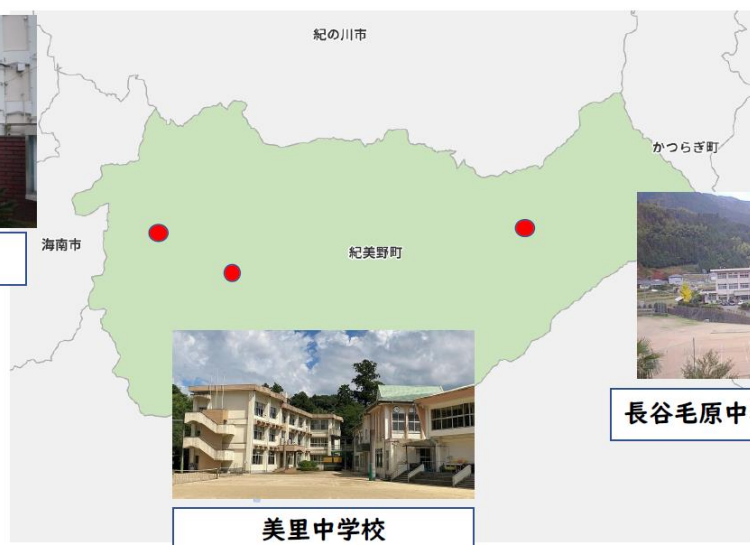 紀の川市
かつらぎ町
海南市
紀美野町
長谷毛原中
美里中学校